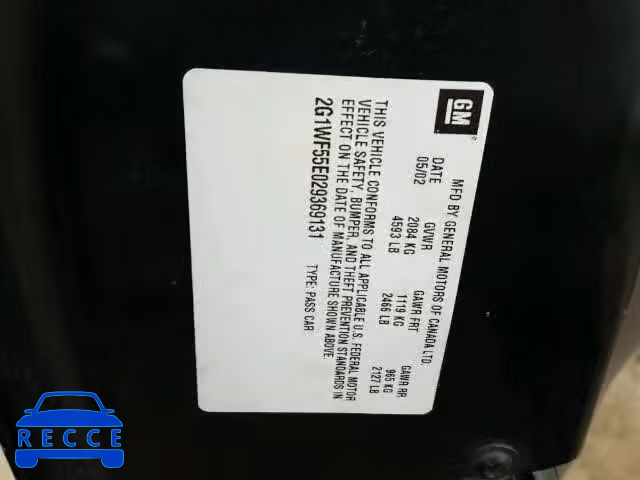 GM
MFD BY GENERAL MOTORS OF CANADA LTD.
DATE GVWR GAWR FRT GAWR RR
05/02 2084 KG 1119 KG 965 KG
4593 LB 2466 LB 2127 LB
THIS VEHICLE CONFORMS TO ALL APPLICABLE U.S. FEDERAL MOTOR
VEHICLE SAFETY, BUMPER, AND THEFT PREVENTION STANDARDS IN
EFFECT ON THE DATE OF MANUFACTURE SHOWN ABOVE.
2G1WF55E029369131 TYPE: PASS CAR
RECCE